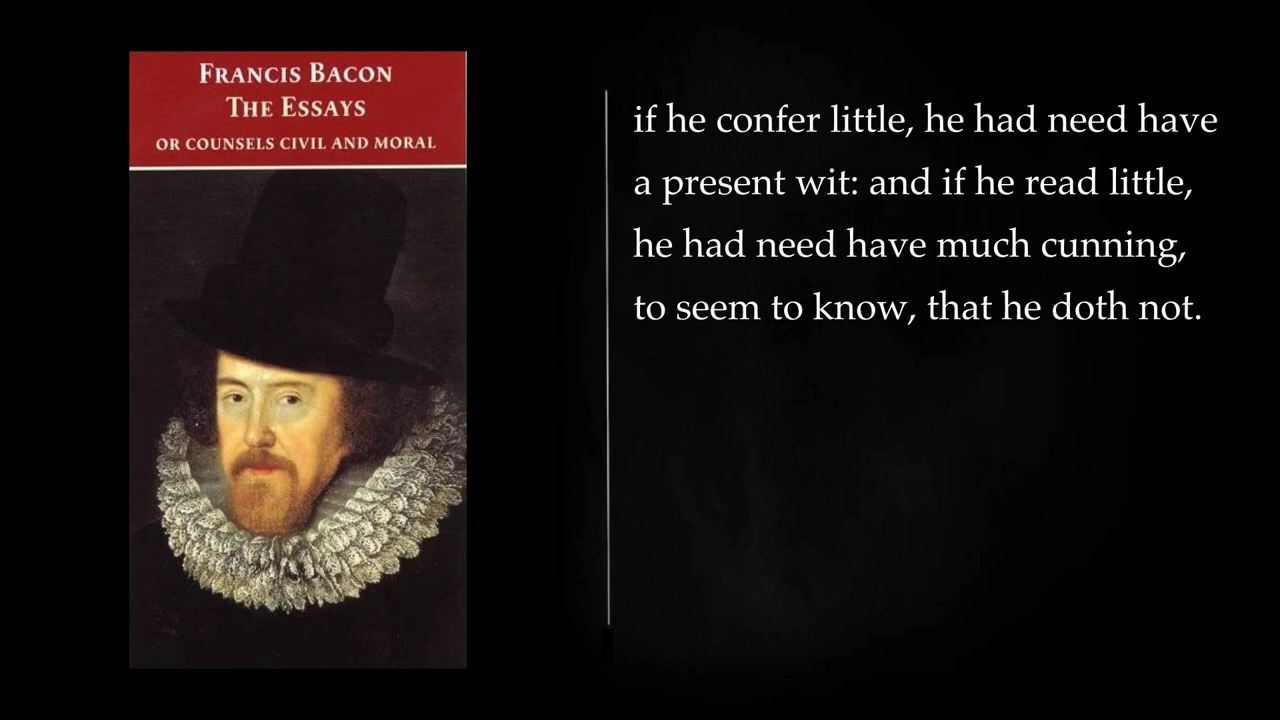 FRANCIS BACON
THE ESSAYS
OR COUNSELS CIVIL AND MORAL
if he confer little, he had need have
a present wit: and if he read little,
he had need have much cunning,
to seem to know, that he doth not.